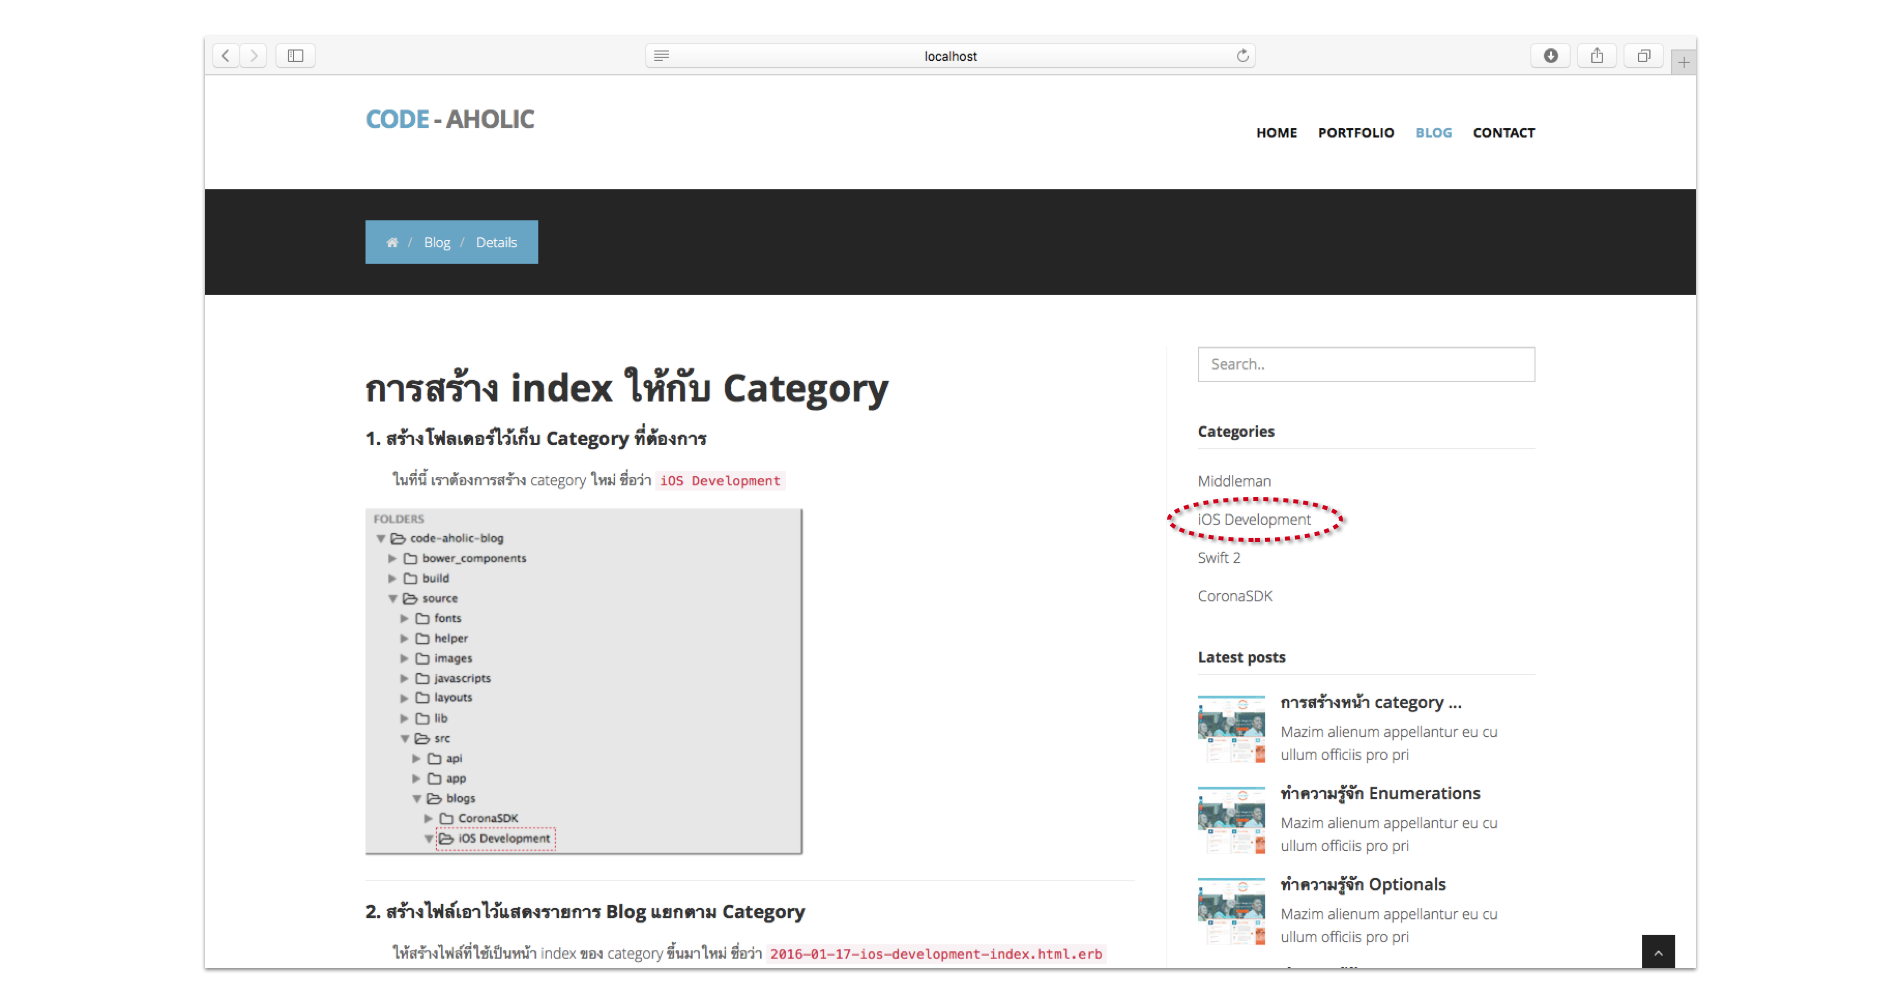 localhost
CODE - AHOLIC
HOME PORTFOLIO BLOG CONTACT
/ Blog / Details
การสร้าง index ให้กับ Category
1. สร้างโฟลเดอร์ไว้เก็บ Category ที่ต้องการ
ในที่นี้ เราต้องการสร้าง category ใหม่ ชื่อว่า iOS Development
FOLDERS
code-aholic-blog
bower_components
build
source
fonts
helper
images
javascripts
layouts
lib
src
api
app
blogs
CoronaSDK
iOS Development
2. สร้างไฟล์เอาไว้แสดงรายการ Blog แยกตาม Category
ให้สร้างไฟล์ที่ใช้เป็นหน้า index ของ category ขึ้นมาใหม่ ชื่อว่า 2016-01-17-ios-development-index.html.erb
Search..
Categories
Middleman
iOS Development
Swift 2
CoronaSDK
Latest posts
การสร้างหน้า category ...
Mazim alienum appellantur eu cu
ullum officiis pro pri
ทำความรู้จัก Enumerations
Mazim alienum appellantur eu cu
ullum officiis pro pri
ทำความรู้จัก Optionals
Mazim alienum appellantur eu cu
ullum officiis pro pri